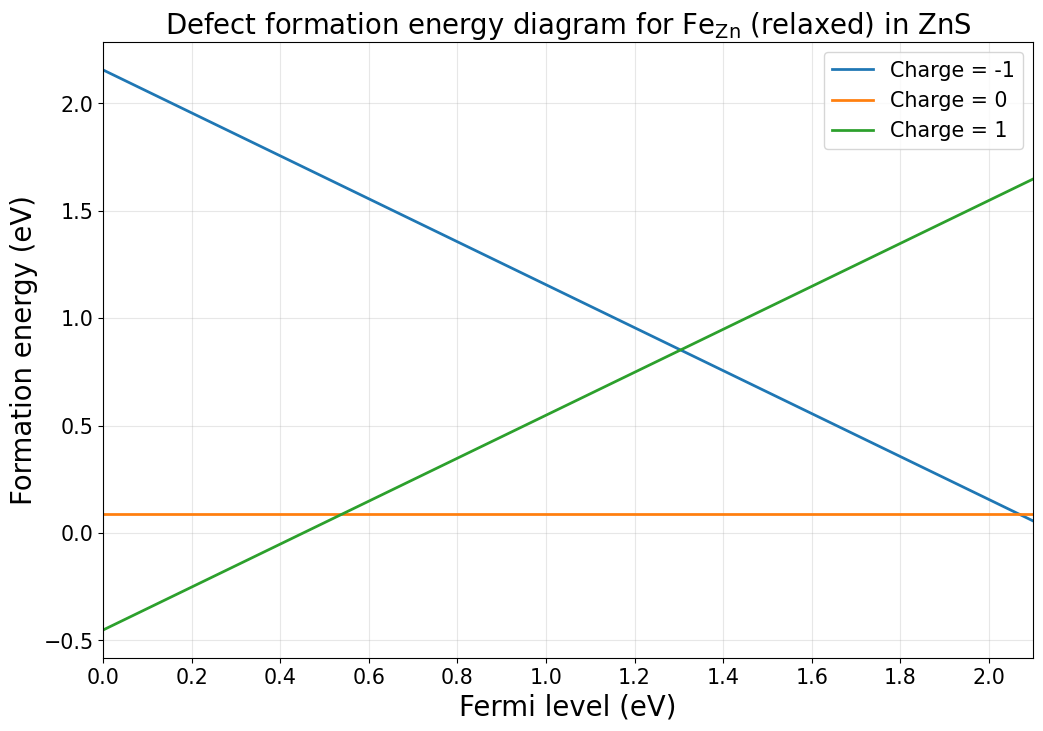 Defect formation energy diagram for Fe_Zn (relaxed) in ZnS
Charge = -1
Charge = 0
Charge = 1
Formation energy (eV)
2.0
1.5
1.0
0.5
0.0
−0.5
0.0 0.2 0.4 0.6 0.8 1.0 1.2 1.4 1.6 1.8 2.0
Fermi level (eV)